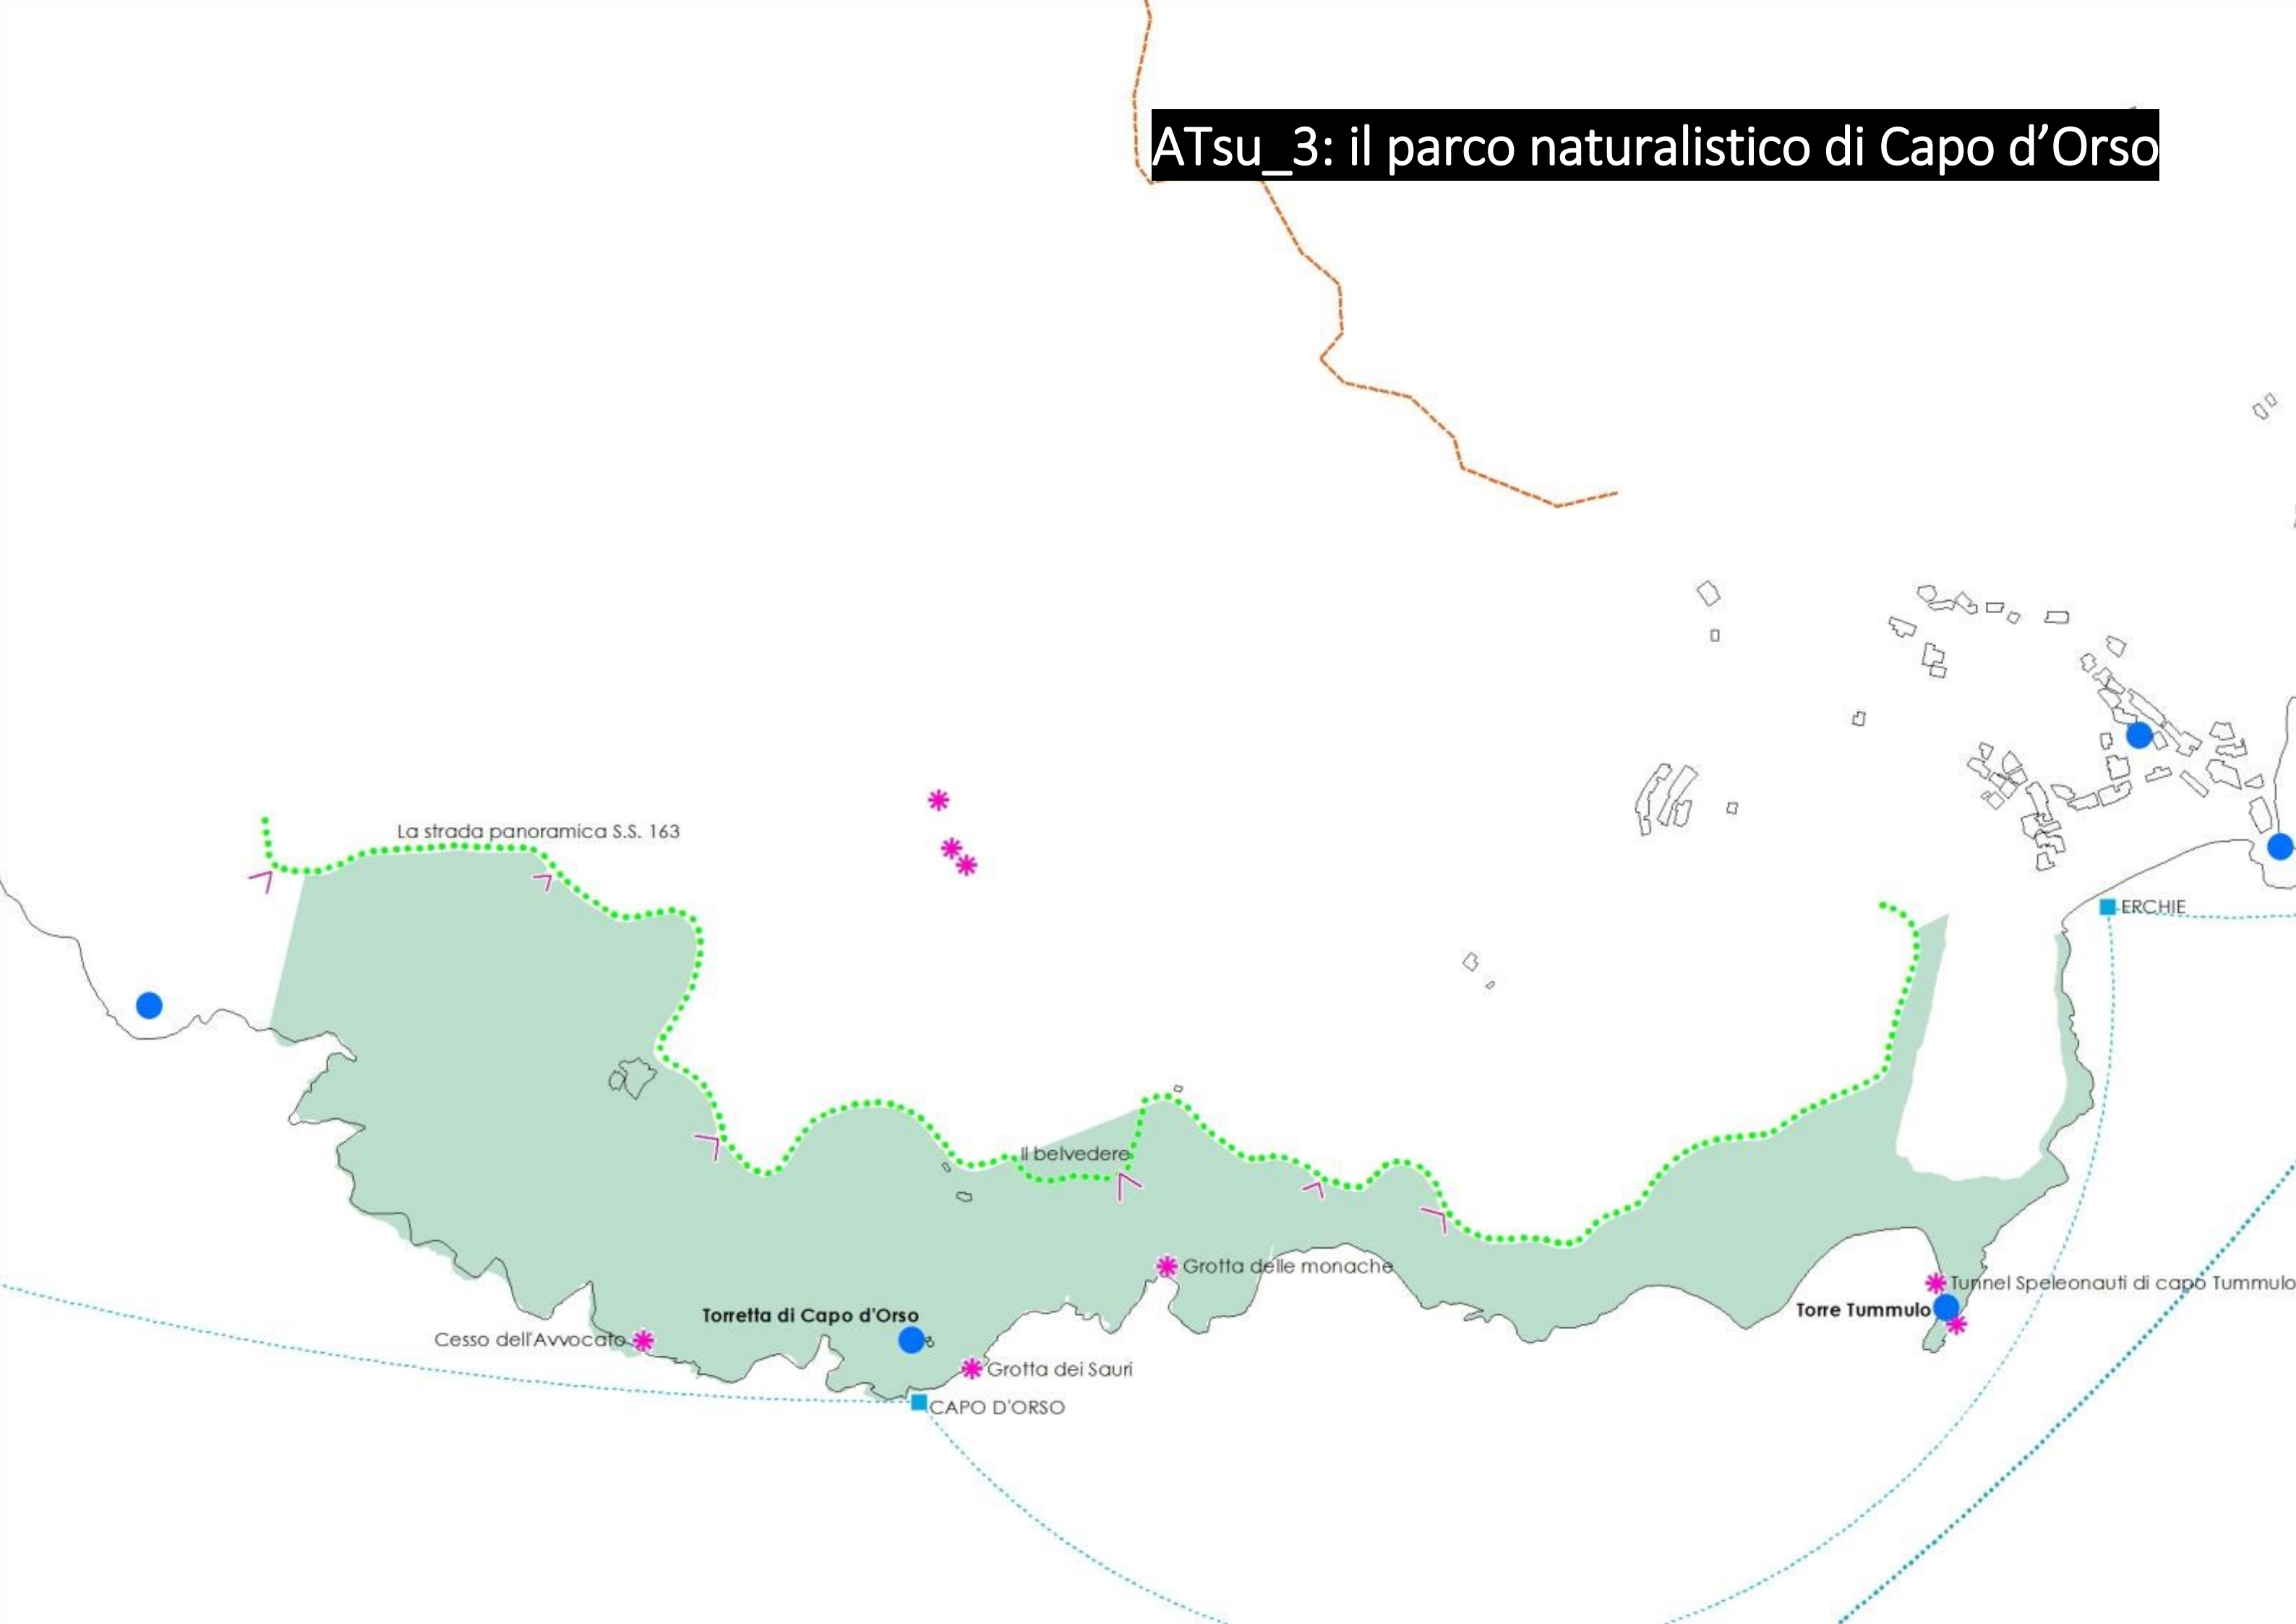 ATsu_3: il parco naturalistico di Capo d’Orso
La strada panoramica S.S. 163
ERCHIE
Il belvedere
Grotta delle monache
Tunnel Speleonauti di capo Tummulo
Torre Tummulo
Torretta di Capo d'Orso
Cesso dell'Avvocato
Grotta dei Sauri
CAPO D'ORSO